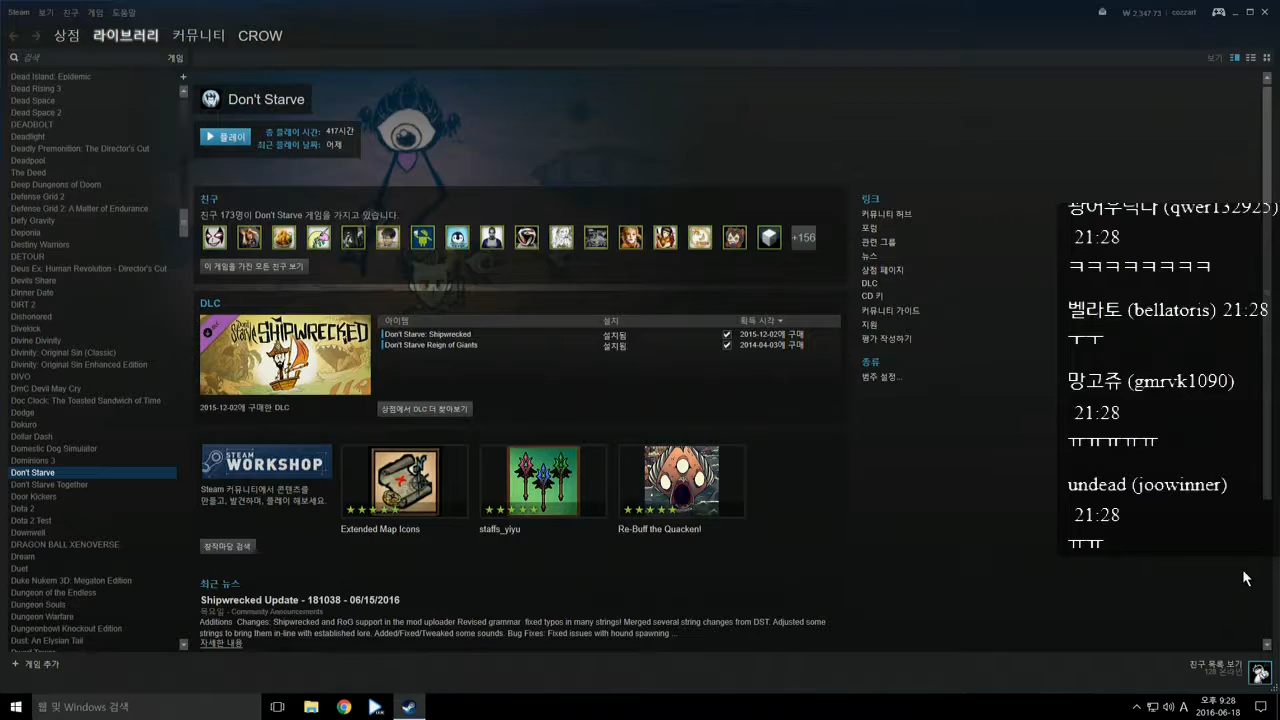 Steam 보기 친구 게임 도움말
₩ 2,347.73 cozzart
상점 라이브러리 커뮤니티 CROW
검색 게임
보기
Dead Island: Epidemic
Dead Rising 3
Dead Space
Dead Space 2
DEADBOLT
Deadlight
Deadly Premonition: The Director's Cut
Deadpool
The Deed
Deep Dungeons of Doom
Defense Grid 2
Defense Grid 2: A Matter of Endurance
Defy Gravity
Deponia
Destiny Warriors
DETOUR
Deus Ex: Human Revolution - Director's Cut
Devils Share
Dinner Date
DiRT 2
Dishonored
Divekick
Divine Divinity
Divinity: Original Sin (Classic)
Divinity: Original Sin Enhanced Edition
DIVO
DmC Devil May Cry
Doc Clock: The Toasted Sandwich of Time
Dodge
Dokuro
Dollar Dash
Domestic Dog Simulator
Dominions 3
Don't Starve
Don't Starve Together
Door Kickers
Dota 2
Dota 2 Test
Downwell
DRAGON BALL XENOVERSE
Dream
Duet
Duke Nukem 3D: Megaton Edition
Dungeon of the Endless
Dungeon Souls
Dungeon Warfare
Dungeonbowl Knockout Edition
Dust: An Elysian Tail
+ 게임 추가
Don't Starve
플레이
총 플레이 시간: 417시간
최근 플레이 날짜: 어제
친구
친구 173명이 Don't Starve 게임을 가지고 있습니다.
+156
이 게임을 가진 모든 친구 보기
DLC
DON'T STARVE SHIPWRECKED
DLC
2015-12-02에 구매한 DLC
아이템 설치 획득 시각
Don't Starve: Shipwrecked 설치됨 2015-12-02에 구매
Don't Starve Reign of Giants 설치됨 2014-04-03에 구매
상점에서 DLC 더 찾아보기
STEAM WORKSHOP
Steam 커뮤니티에서 콘텐츠를
만들고, 발견하며, 플레이 해보세요.
창작마당 검색
Extended Map Icons
staffs_yiyu
Re-Buff the Quacken!
최근 뉴스
Shipwrecked Update - 181038 - 06/15/2016
목요일 - Community Announcements
Additions Changes: Shipwrecked and RoG support in the mod uploader Revised grammar fixed typos in many strings! Merged several string changes from DST. Adjusted some
strings to bring them in-line with established lore. Added/Fixed/Tweaked some sounds. Bug Fixes: Fixed issues with hound spawning ...
자세한 내용
링크
커뮤니티 허브
포럼
관련 그룹
뉴스
상점 페이지
DLC
CD 키
커뮤니티 가이드
지원
평가 작성하기
종류
범주 설정...
(qwer132925)
21:28
ㅋㅋㅋㅋㅋㅋㅋㅋ
벨라토 (bellatoris) 21:28
ㅜㅜ
망고쥬 (gmrvk1090)
21:28
ㅠㅠㅠㅠㅠ
undead (joowinner)
21:28
ㅠㅠ
친구 목록 보기
128 온라인
웹 및 Windows 검색
A
오후 9:28
2016-06-18